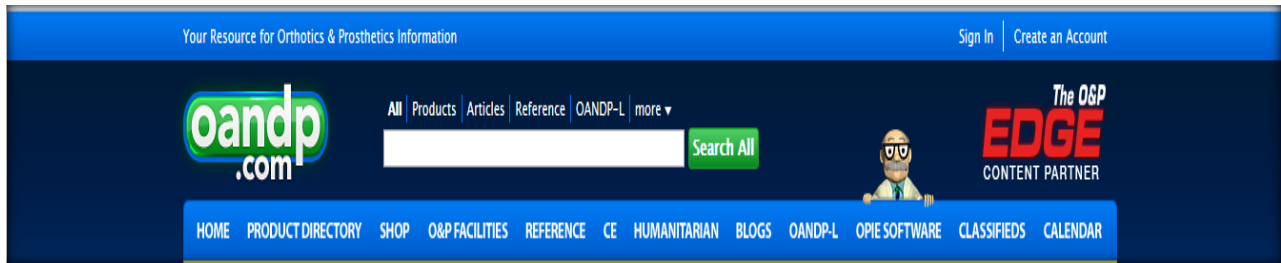 Your Resource for Orthotics & Prosthetics Information
Sign In Create an Account
oandp
.com
All Products Articles Reference OANDP-L more ▾
Search All
The O&P
EDGE
CONTENT PARTNER
HOME PRODUCT DIRECTORY SHOP O&P FACILITIES REFERENCE CE HUMANITARIAN BLOGS OANDP-L OPIE SOFTWARE CLASSIFIEDS CALENDAR